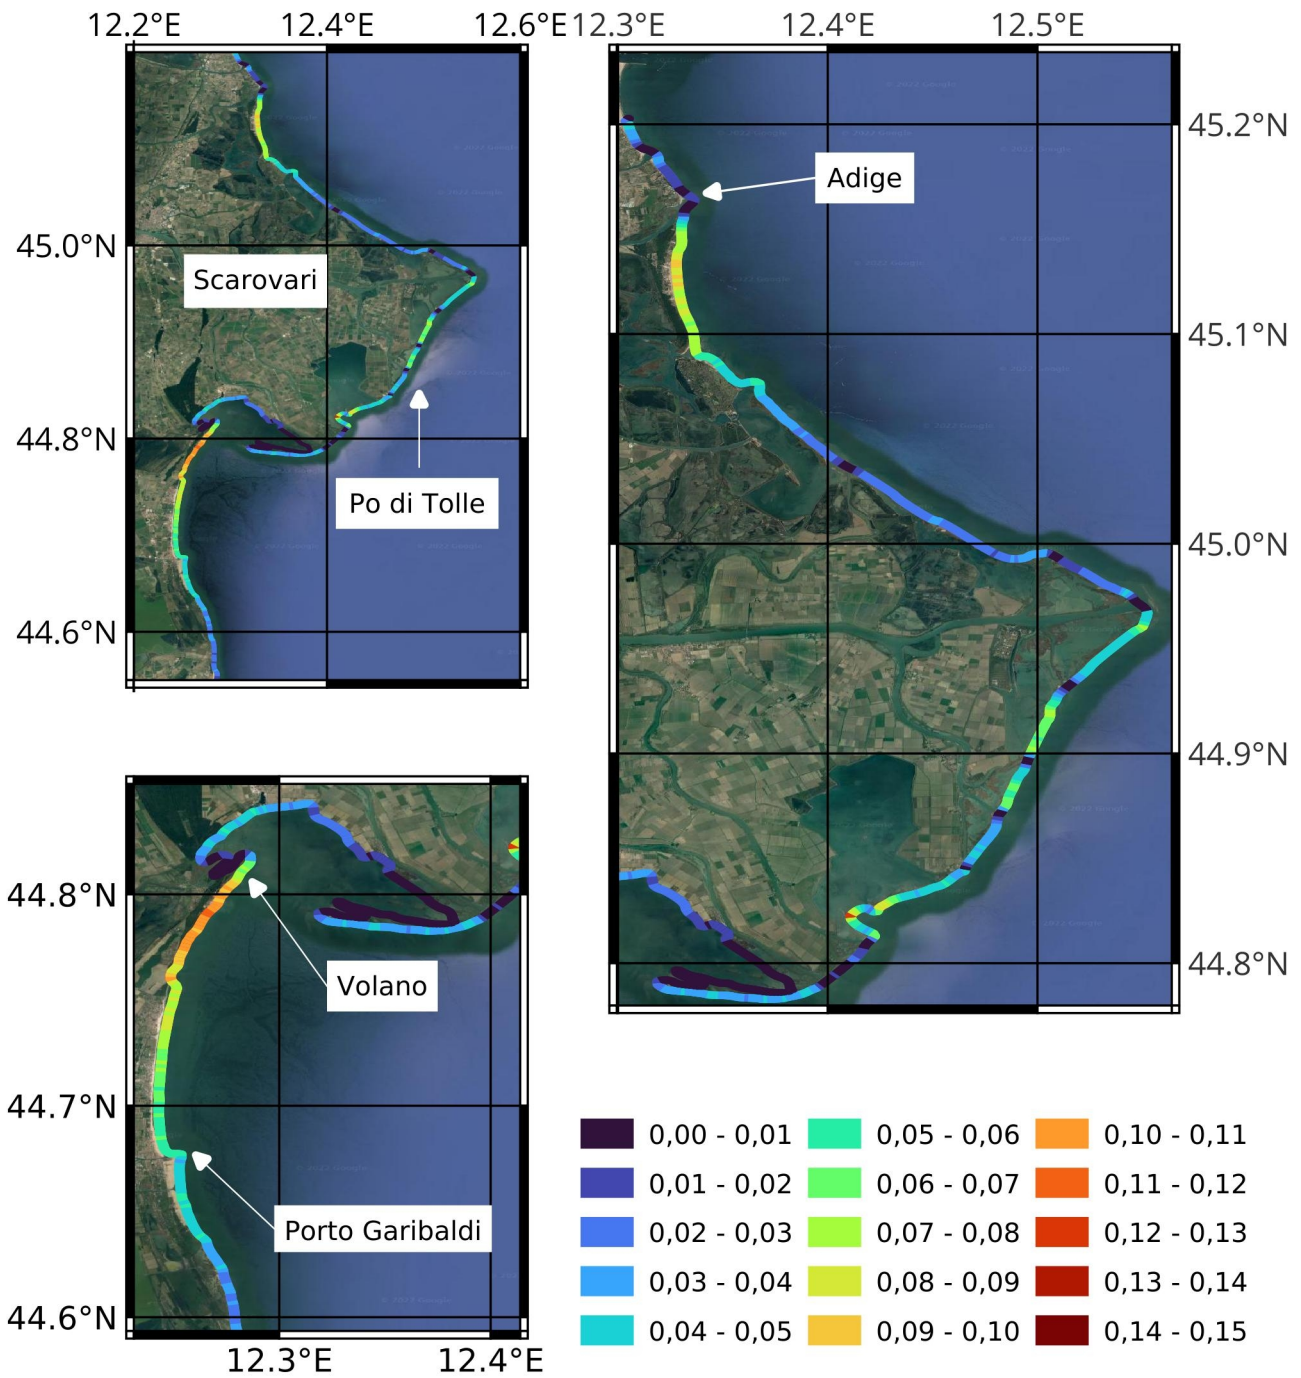 12.2°E 12.4°E 12.6°E
12.3°E 12.4°E 12.5°E
45.0°N
44.8°N
44.6°N
Scarovari
Po di Tolle
45.2°N
45.1°N
45.0°N
44.9°N
44.8°N
Adige
44.8°N
44.7°N
44.6°N
Volano
Porto Garibaldi
12.3°E 12.4°E
0,00 - 0,01 0,05 - 0,06 0,10 - 0,11
0,01 - 0,02 0,06 - 0,07 0,11 - 0,12
0,02 - 0,03 0,07 - 0,08 0,12 - 0,13
0,03 - 0,04 0,08 - 0,09 0,13 - 0,14
0,04 - 0,05 0,09 - 0,10 0,14 - 0,15